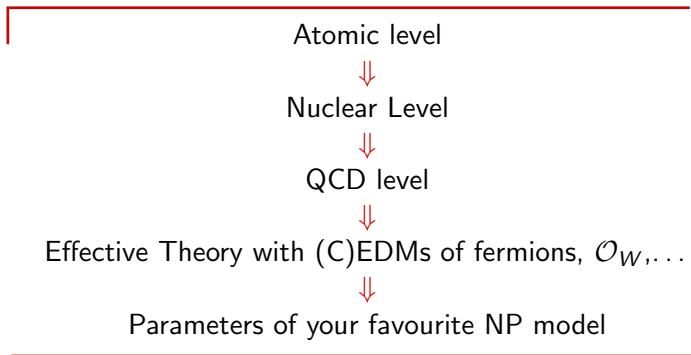 Atomic level
⇓
Nuclear Level
⇓
QCD level
⇓
Effective Theory with (C)EDMs of fermions, 𝒪_W,...
⇓
Parameters of your favourite NP model